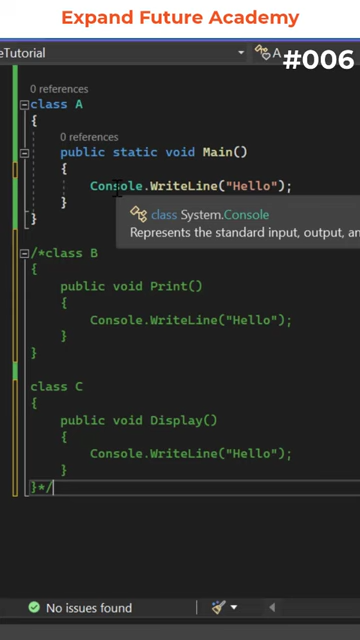 Expand Future Academy
eTutorial
A
#006
0 references
class A
{
0 references
public static void Main()
{
Console.WriteLine("Hello");
}
}
class System.Console
Represents the standard input, output, an
/*class B
{
public void Print()
{
Console.WriteLine("Hello");
}
}
class C
{
public void Display()
{
Console.WriteLine("Hello");
}
}*/
No issues found